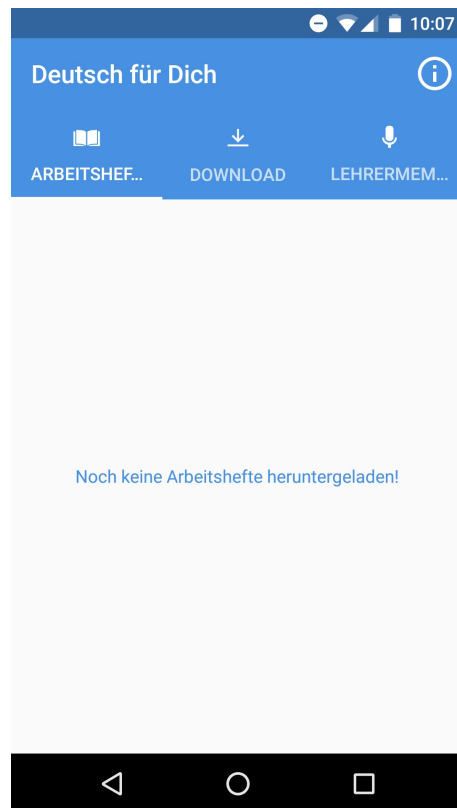 10:07
Deutsch für Dich
ARBEITSHEF... DOWNLOAD LEHRERMEM...
Noch keine Arbeitshefte heruntergeladen!